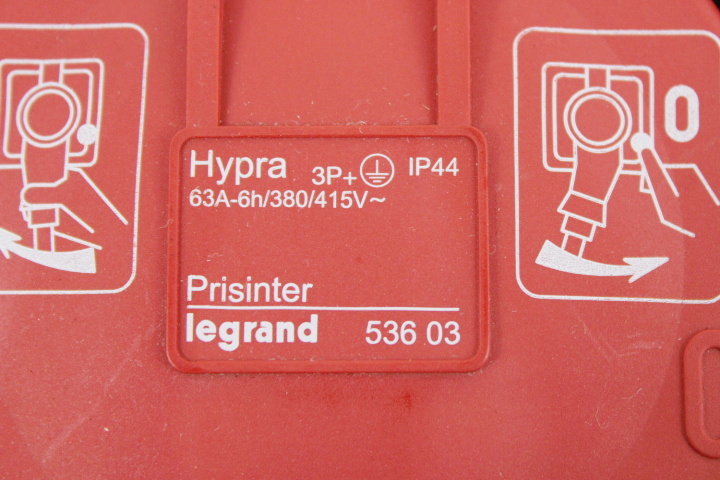 Hypra 3P+⏚ IP44
63A-6h/380/415V~
Prisinter
legrand 536 03
0